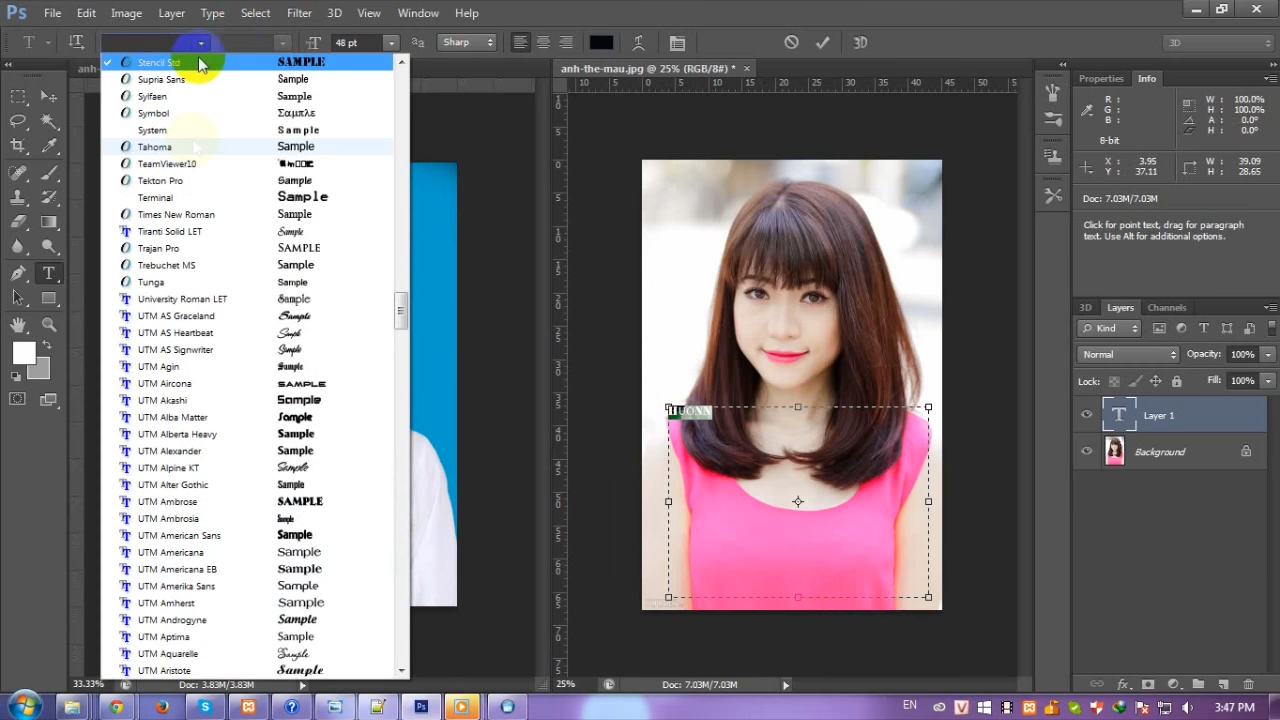 Ps File Edit Image Layer Type Select Filter 3D View Window Help
48 pt Sharp 3D 3D
anh- anh-the-mau.jpg @ 25% (RGB/8#) *
Stencil Std SAMPLE
Supria Sans Sample
Sylfaen Sample
Symbol Σαμπλε
System Sample
Tahoma Sample
TeamViewer10
Tekton Pro Sample
Terminal Sample
Times New Roman Sample
Tiranti Solid LET Sample
Trajan Pro SAMPLE
Trebuchet MS Sample
Tunga Sample
University Roman LET Sample
UTM AS Graceland Sample
UTM AS Heartbeat Sample
UTM AS Signwriter Sample
UTM Agin Sample
UTM Aircona SAMPLE
UTM Akashi Sample
UTM Alba Matter Sample
UTM Alberta Heavy Sample
UTM Alexander Sample
UTM Alpine KT Sample
UTM Alter Gothic Sample
UTM Ambrose SAMPLE
UTM Ambrosia Sample
UTM American Sans Sample
UTM Americana Sample
UTM Americana EB Sample
UTM Amerika Sans Sample
UTM Amherst Sample
UTM Androgyne Sample
UTM Aptima Sample
UTM Aquarelle Sample
UTM Aristote Sample
HUONN
Properties Info
R: C:
G: M:
B: Y:
K:
8-bit
W: 100.0%
H: 100.0%
A: 0.0°
H: 0.0°
X: 3.95
Y: 37.11
W: 39.09
H: 28.65
Doc: 7.03M/7.03M
Click for point text, drag for paragraph
text. Use Alt for additional options.
3D Layers Channels
Kind
Normal Opacity: 100%
Lock: Fill: 100%
Layer 1
Background
33.33% Doc: 3.83M/3.83M 25% Doc: 7.03M/7.03M
EN 3:47 PM